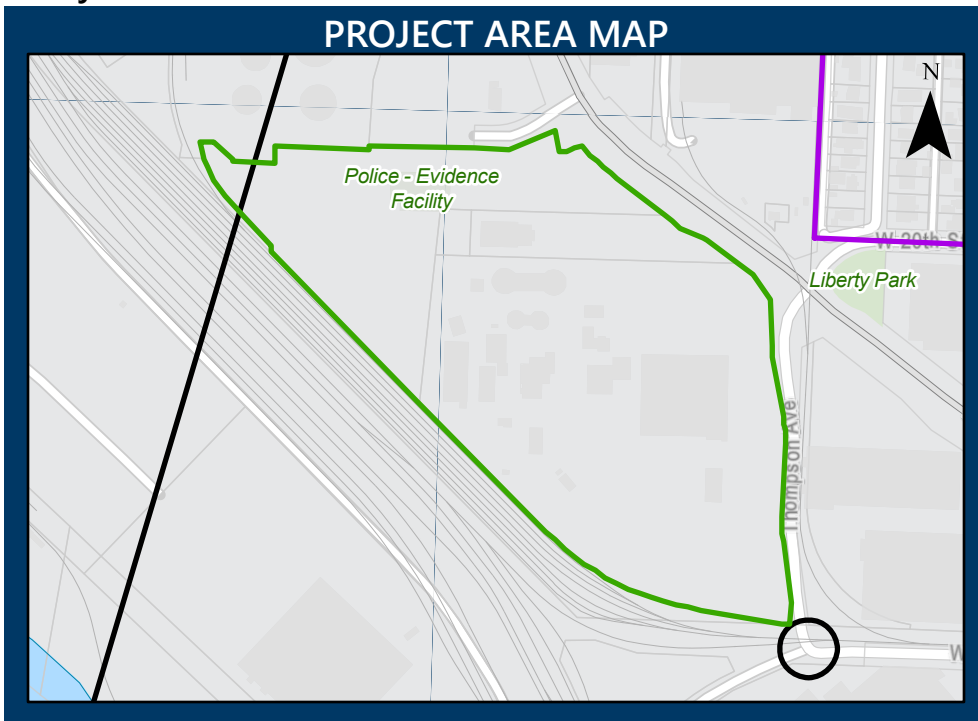 PROJECT AREA MAP
N
Police - Evidence
Facility
W 20th S
Liberty Park
Thompson Ave
W